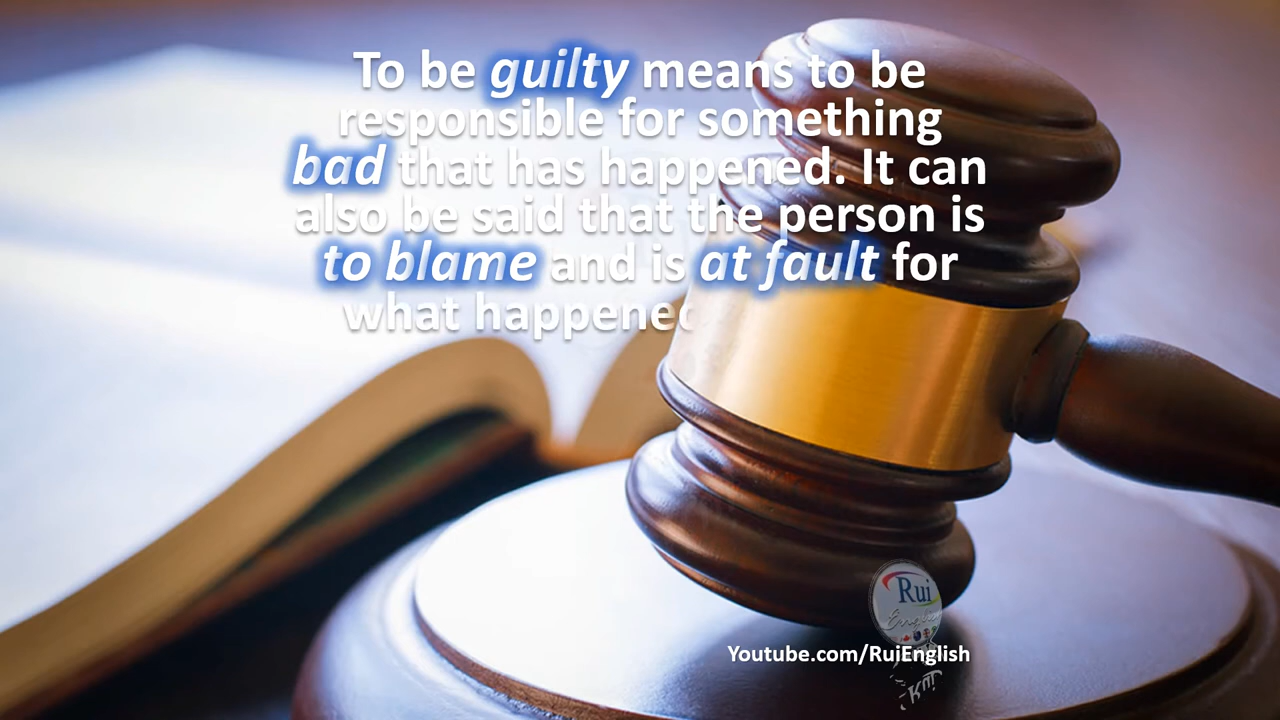 To be guilty means to be
responsible for something
bad that has happened. It can
also be said that the person is
to blame and is at fault for
what happened
Rui
English
Youtube.com/RuiEnglish